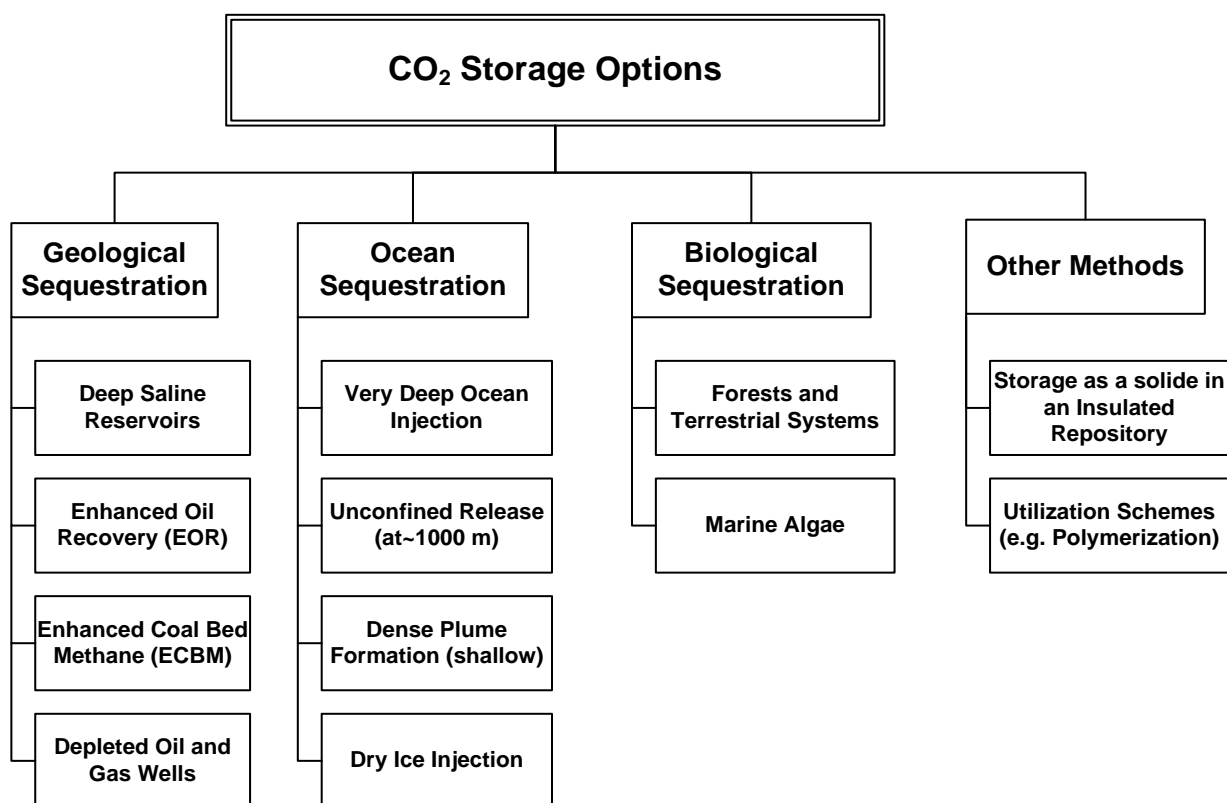 CO₂ Storage Options
Geological
Sequestration
Deep Saline
Reservoirs
Enhanced Oil
Recovery (EOR)
Enhanced Coal Bed
Methane (ECBM)
Depleted Oil and
Gas Wells
Ocean
Sequestration
Very Deep Ocean
Injection
Unconfined Release
(at~1000 m)
Dense Plume
Formation (shallow)
Dry Ice Injection
Biological
Sequestration
Forests and
Terrestrial Systems
Marine Algae
Other Methods
Storage as a solide in
an Insulated
Repository
Utilization Schemes
(e.g. Polymerization)